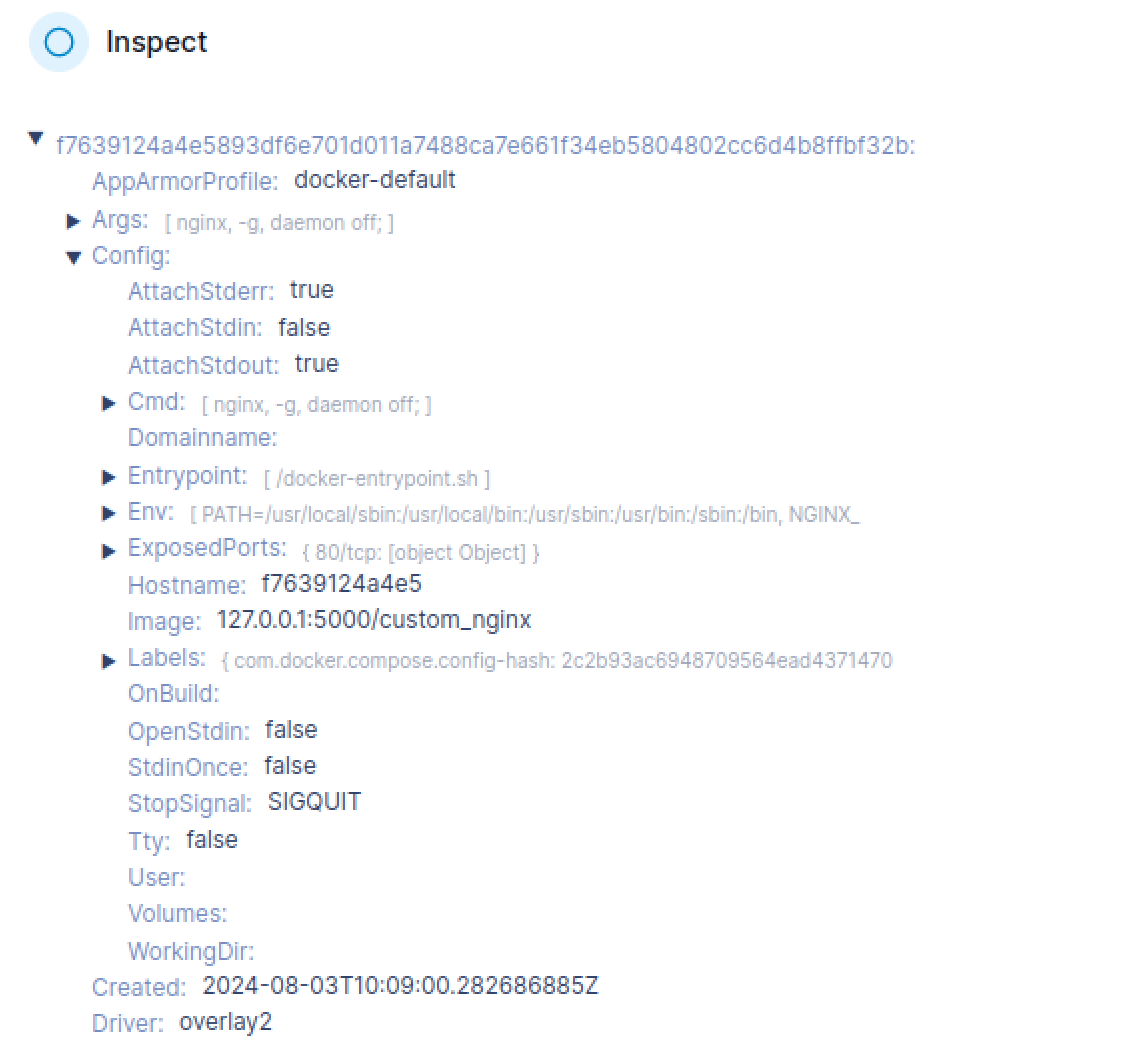 Inspect
f7639124a4e5893df6e701d011a7488ca7e661f34eb5804802cc6d4b8ffbf32b:
AppArmorProfile: docker-default
Args: [ nginx, -g, daemon off; ]
Config:
AttachStderr: true
AttachStdin: false
AttachStdout: true
Cmd: [ nginx, -g, daemon off; ]
Domainname:
Entrypoint: [ /docker-entrypoint.sh ]
Env: [ PATH=/usr/local/sbin:/usr/local/bin:/usr/sbin:/usr/bin:/sbin:/bin, NGINX_
ExposedPorts: { 80/tcp: [object Object] }
Hostname: f7639124a4e5
Image: 127.0.0.1:5000/custom_nginx
Labels: { com.docker.compose.config-hash: 2c2b93ac6948709564ead4371470
OnBuild:
OpenStdin: false
StdinOnce: false
StopSignal: SIGQUIT
Tty: false
User:
Volumes:
WorkingDir:
Created: 2024-08-03T10:09:00.282686885Z
Driver: overlay2